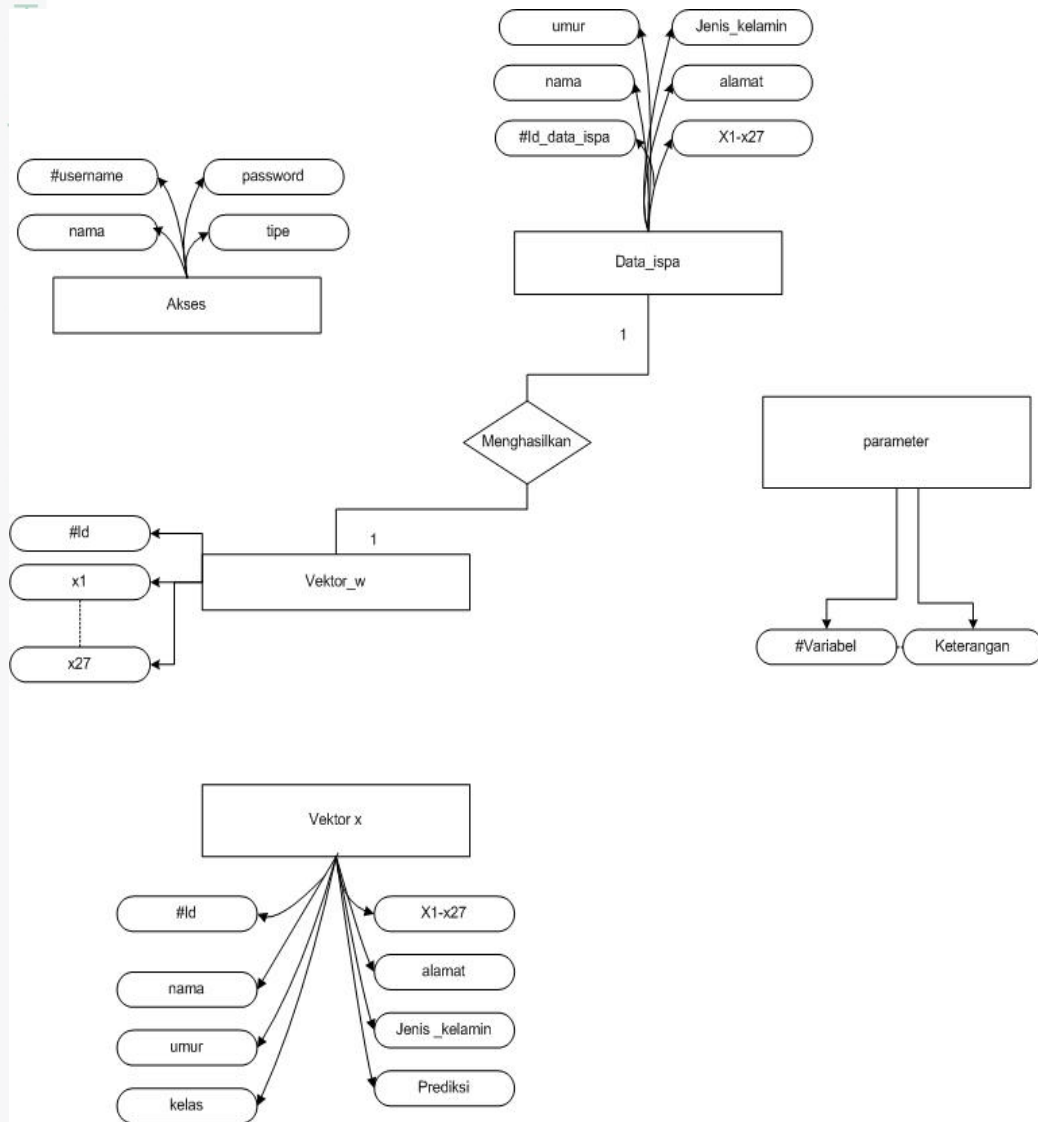 umur
Jenis_kelamin
nama
alamat
#Id_data_ispa
X1-x27
#username
password
nama
tipe
Data_ispa
Akses
1
Menghasilkan
parameter
#Id
1
x1
Vektor_w
x27
#Variabel
Keterangan
Vektor x
#Id
X1-x27
alamat
nama
Jenis _kelamin
umur
Prediksi
kelas